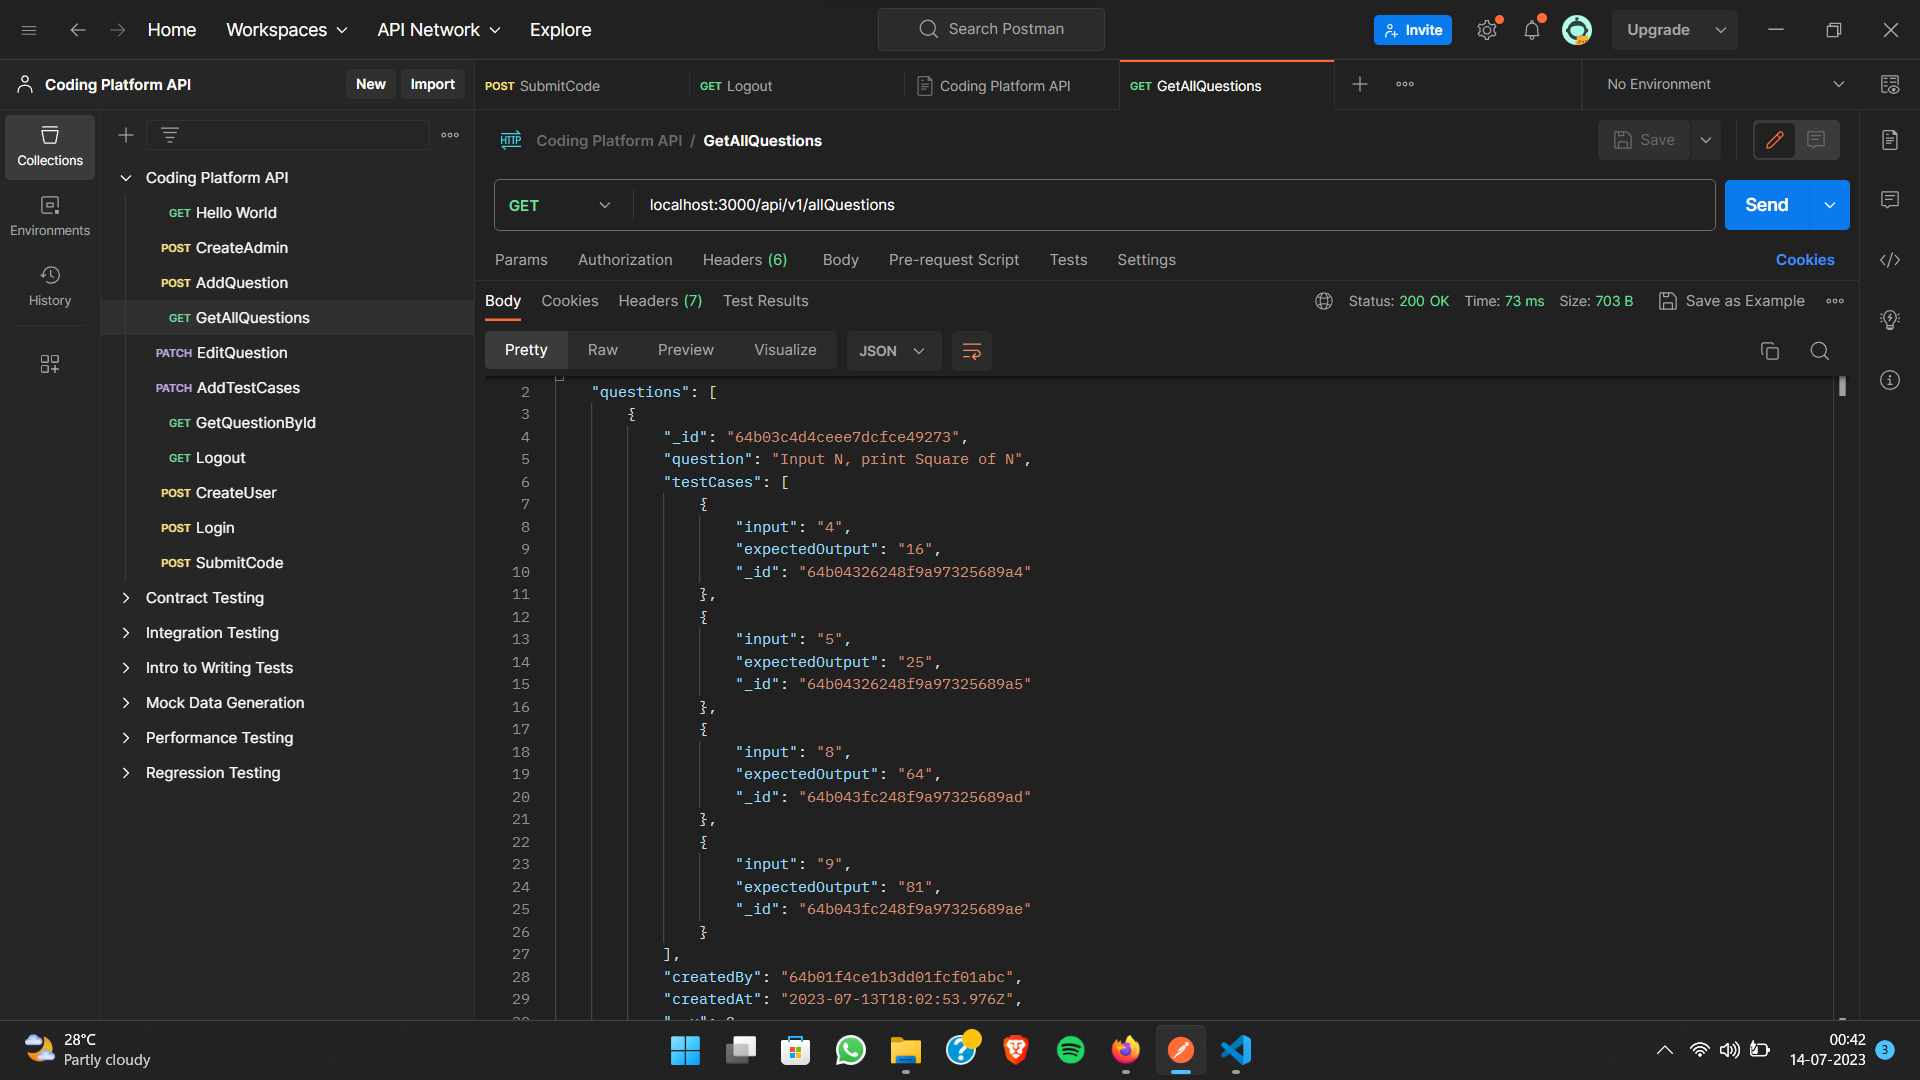 Home
Workspaces
API Network
Explore
Search Postman
Invite
Upgrade
Coding Platform API
New
Import
POST SubmitCode
GET Logout
Coding Platform API
GET GetAllQuestions
No Environment
Collections
Environments
History
Coding Platform API
GET Hello World
POST CreateAdmin
POST AddQuestion
GET GetAllQuestions
PATCH EditQuestion
PATCH AddTestCases
GET GetQuestionById
GET Logout
POST CreateUser
POST Login
POST SubmitCode
Contract Testing
Integration Testing
Intro to Writing Tests
Mock Data Generation
Performance Testing
Regression Testing
HTTP Coding Platform API / GetAllQuestions
Save
GET localhost:3000/api/v1/allQuestions
Send
Params Authorization Headers (6) Body Pre-request Script Tests Settings
Cookies
Body Cookies Headers (7) Test Results
Status: 200 OK Time: 73 ms Size: 703 B
Save as Example
Pretty Raw Preview Visualize
JSON
2 "questions": [
3 {
4 "_id": "64b03c4d4ceee7dcfce49273",
5 "question": "Input N, print Square of N",
6 "testCases": [
7 {
8 "input": "4",
9 "expectedOutput": "16",
10 "_id": "64b04326248f9a97325689a4"
11 },
12 {
13 "input": "5",
14 "expectedOutput": "25",
15 "_id": "64b04326248f9a97325689a5"
16 },
17 {
18 "input": "8",
19 "expectedOutput": "64",
20 "_id": "64b043fc248f9a97325689ad"
21 },
22 {
23 "input": "9",
24 "expectedOutput": "81",
25 "_id": "64b043fc248f9a97325689ae"
26 }
27 ],
28 "createdBy": "64b01f4ce1b3dd01fcf01abc",
29 "createdAt": "2023-07-13T18:02:53.976Z",
28°C
Partly cloudy
00:42
14-07-2023
3